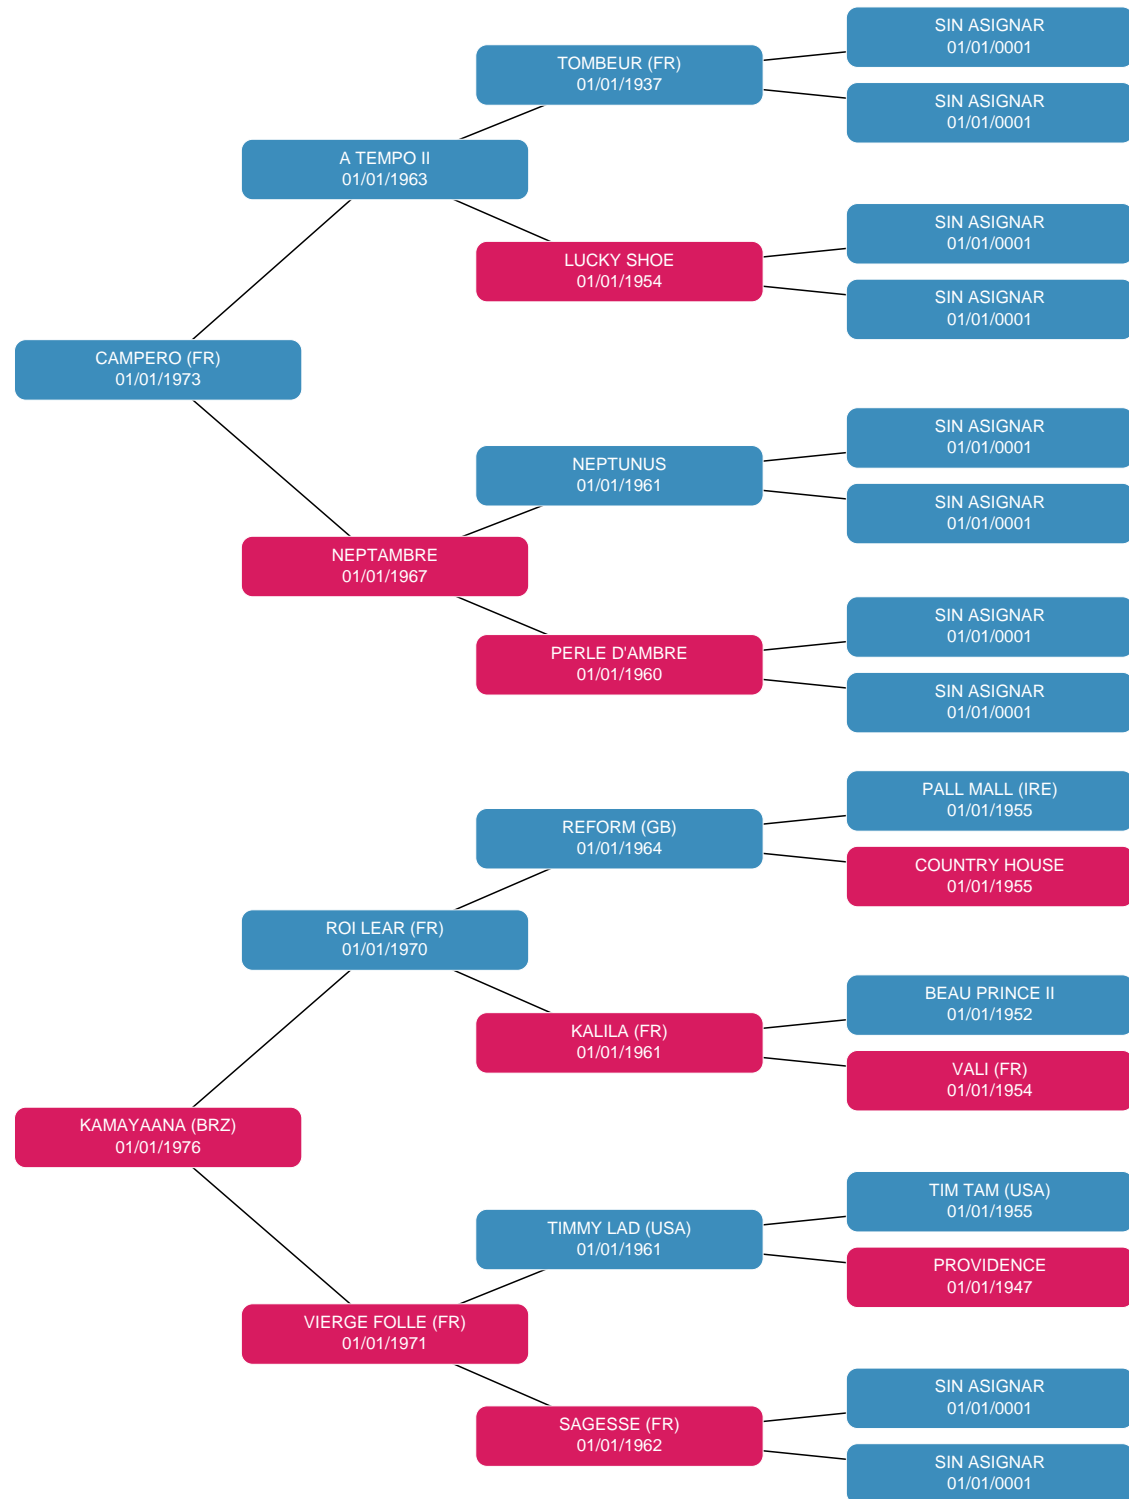 SIN ASIGNAR
01/01/0001
TOMBEUR (FR)
01/01/1937
SIN ASIGNAR
01/01/0001
A TEMPO II
01/01/1963
SIN ASIGNAR
01/01/0001
LUCKY SHOE
01/01/1954
SIN ASIGNAR
01/01/0001
CAMPERO (FR)
01/01/1973
SIN ASIGNAR
01/01/0001
NEPTUNUS
01/01/1961
SIN ASIGNAR
01/01/0001
NEPTAMBRE
01/01/1967
SIN ASIGNAR
01/01/0001
PERLE D'AMBRE
01/01/1960
SIN ASIGNAR
01/01/0001
PALL MALL (IRE)
01/01/1955
REFORM (GB)
01/01/1964
COUNTRY HOUSE
01/01/1955
ROI LEAR (FR)
01/01/1970
BEAU PRINCE II
01/01/1952
KALILA (FR)
01/01/1961
VALI (FR)
01/01/1954
KAMAYAANA (BRZ)
01/01/1976
TIM TAM (USA)
01/01/1955
TIMMY LAD (USA)
01/01/1961
PROVIDENCE
01/01/1947
VIERGE FOLLE (FR)
01/01/1971
SIN ASIGNAR
01/01/0001
SAGESSE (FR)
01/01/1962
SIN ASIGNAR
01/01/0001